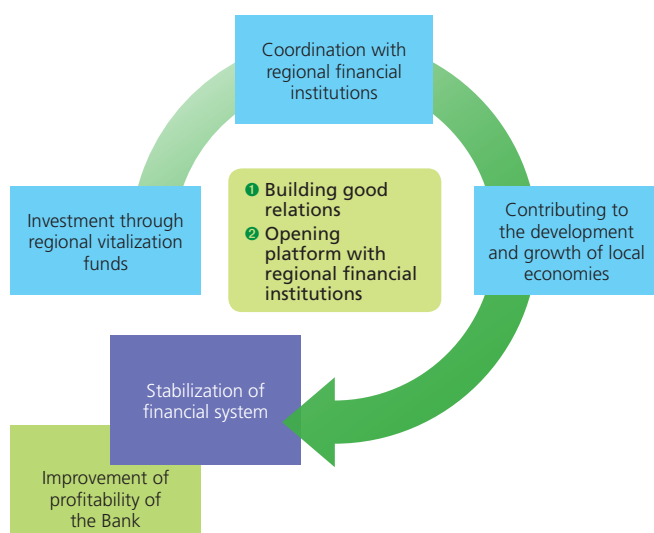 Coordination with
regional financial
institutions
Investment through
regional vitalization
funds
❶ Building good
relations
❷ Opening
platform with
regional financial
institutions
Contributing to
the development
and growth of local
economies
Stabilization of
financial system
Improvement of
profitability of
the Bank